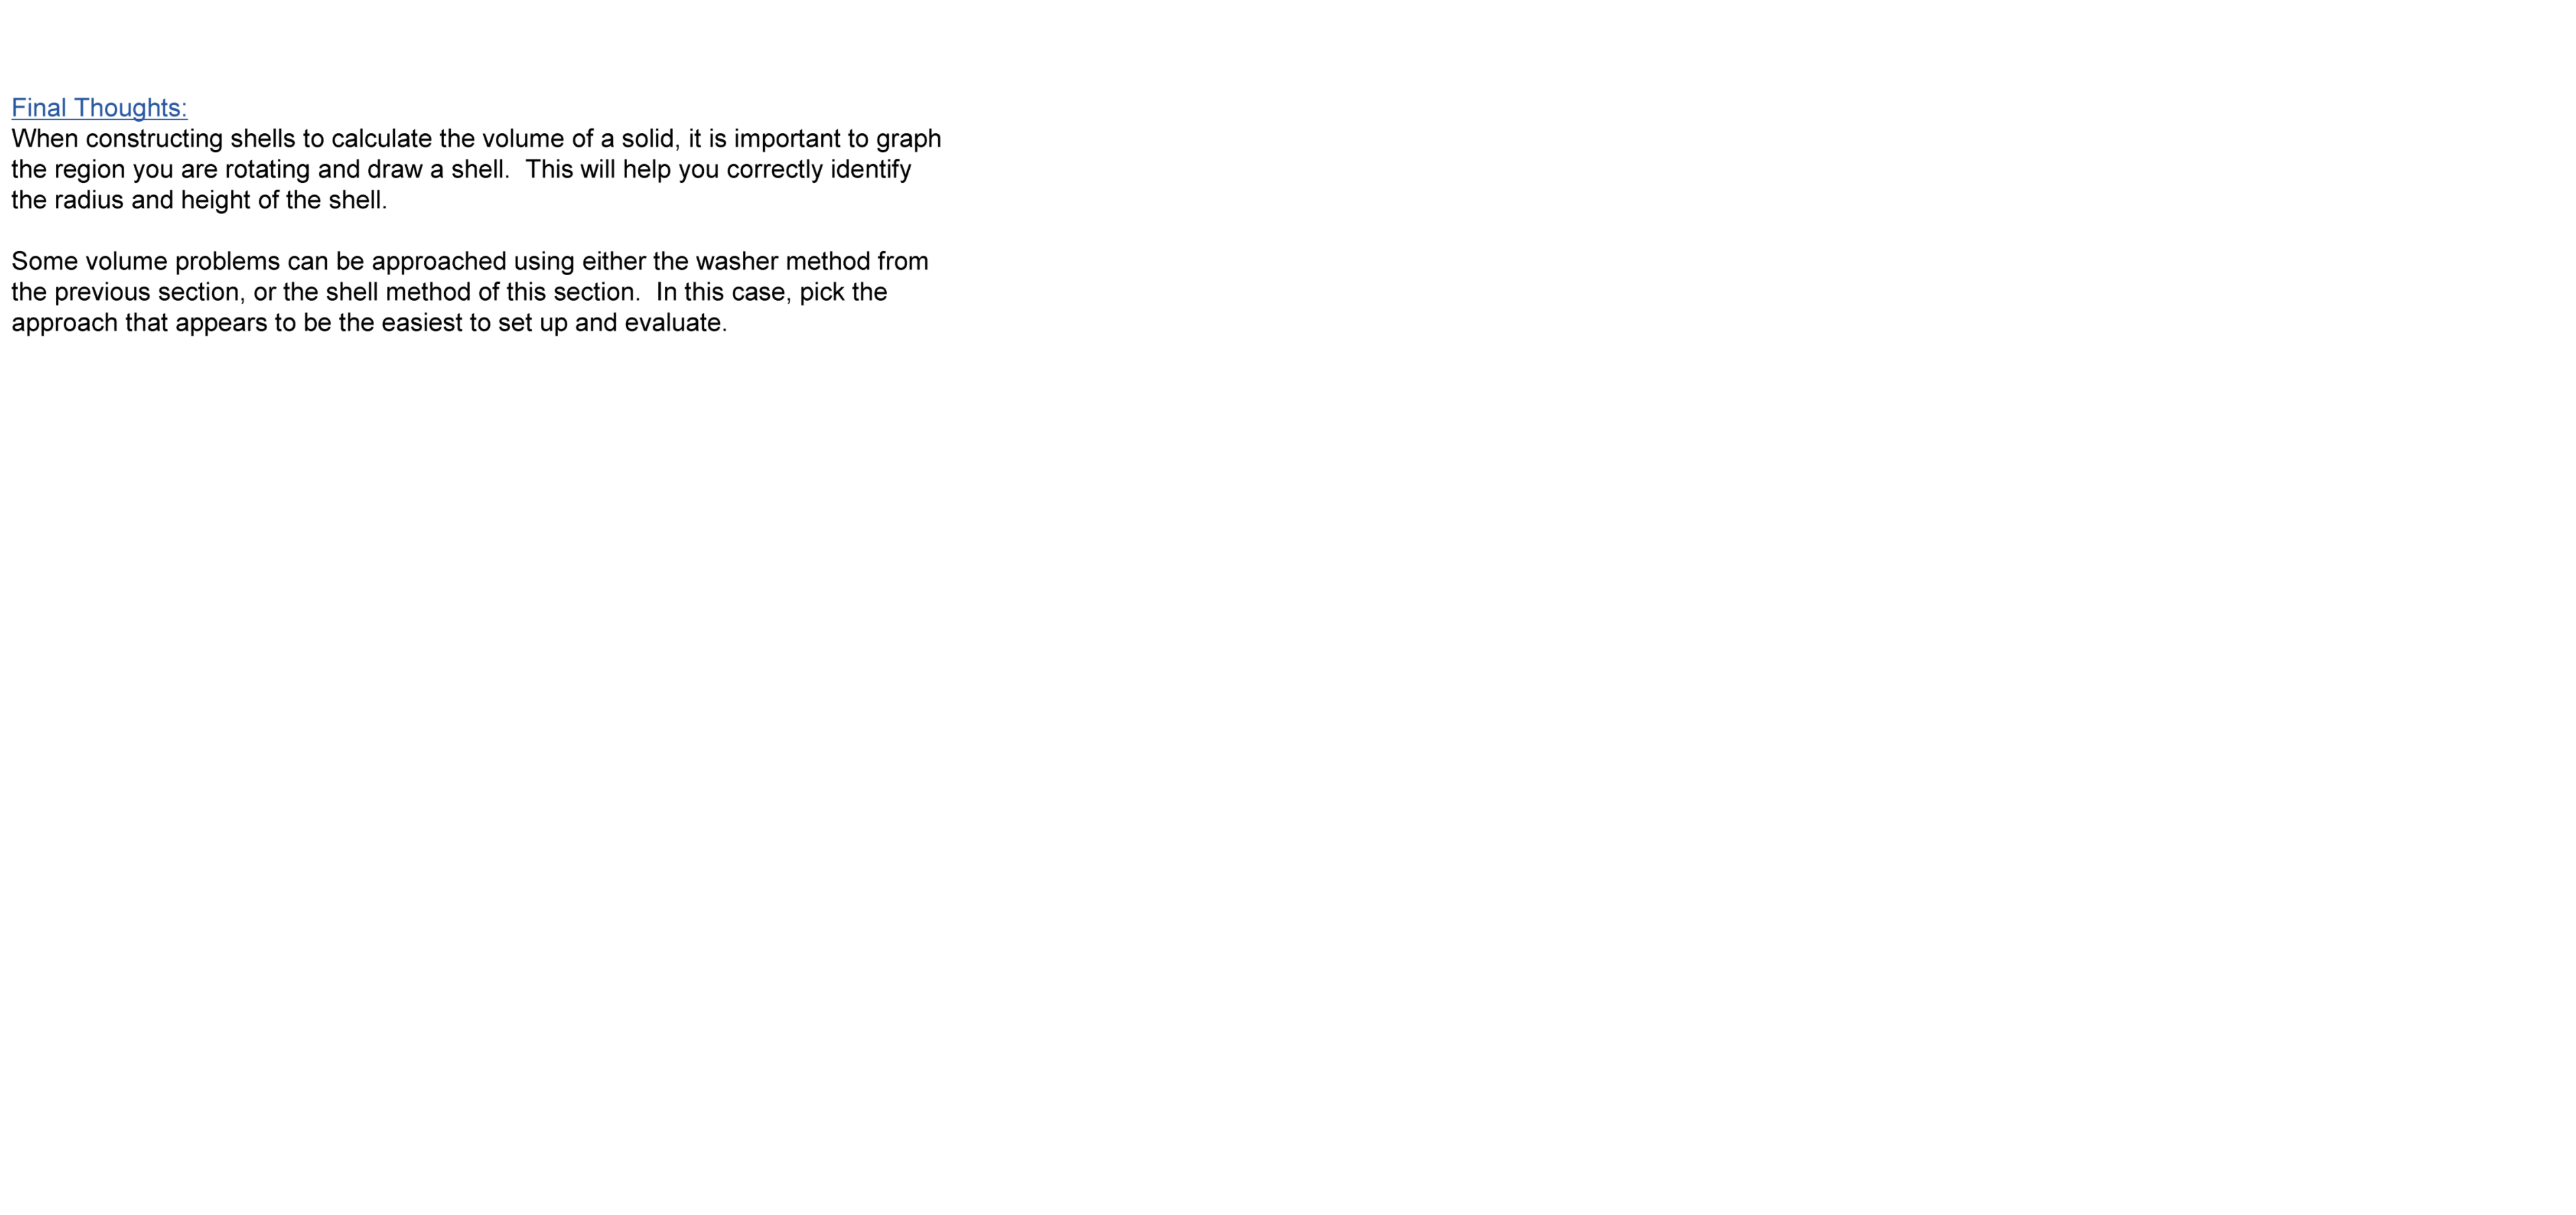 Final Thoughts:
When constructing shells to calculate the volume of a solid, it is important to graph
the region you are rotating and draw a shell.  This will help you correctly identify
the radius and height of the shell.
Some volume problems can be approached using either the washer method from
the previous section, or the shell method of this section.  In this case, pick the
approach that appears to be the easiest to set up and evaluate.